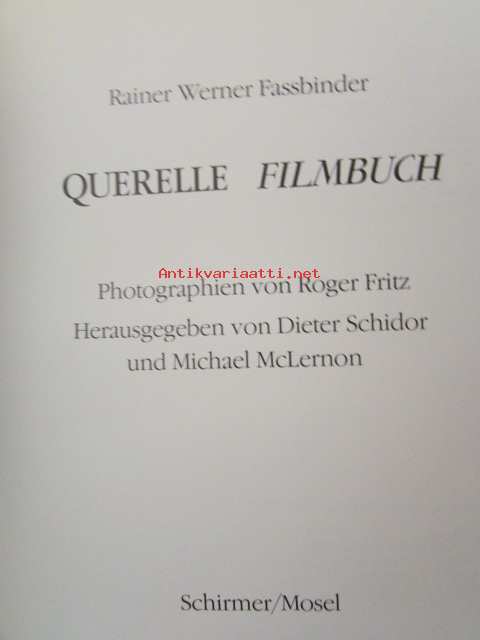 Rainer Werner Fassbinder
QUERELLE FILMBUCH
Antikvariaatti.net
Photographien von Roger Fritz
Herausgegeben von Dieter Schidor
und Michael McLernon
Schirmer/Mosel